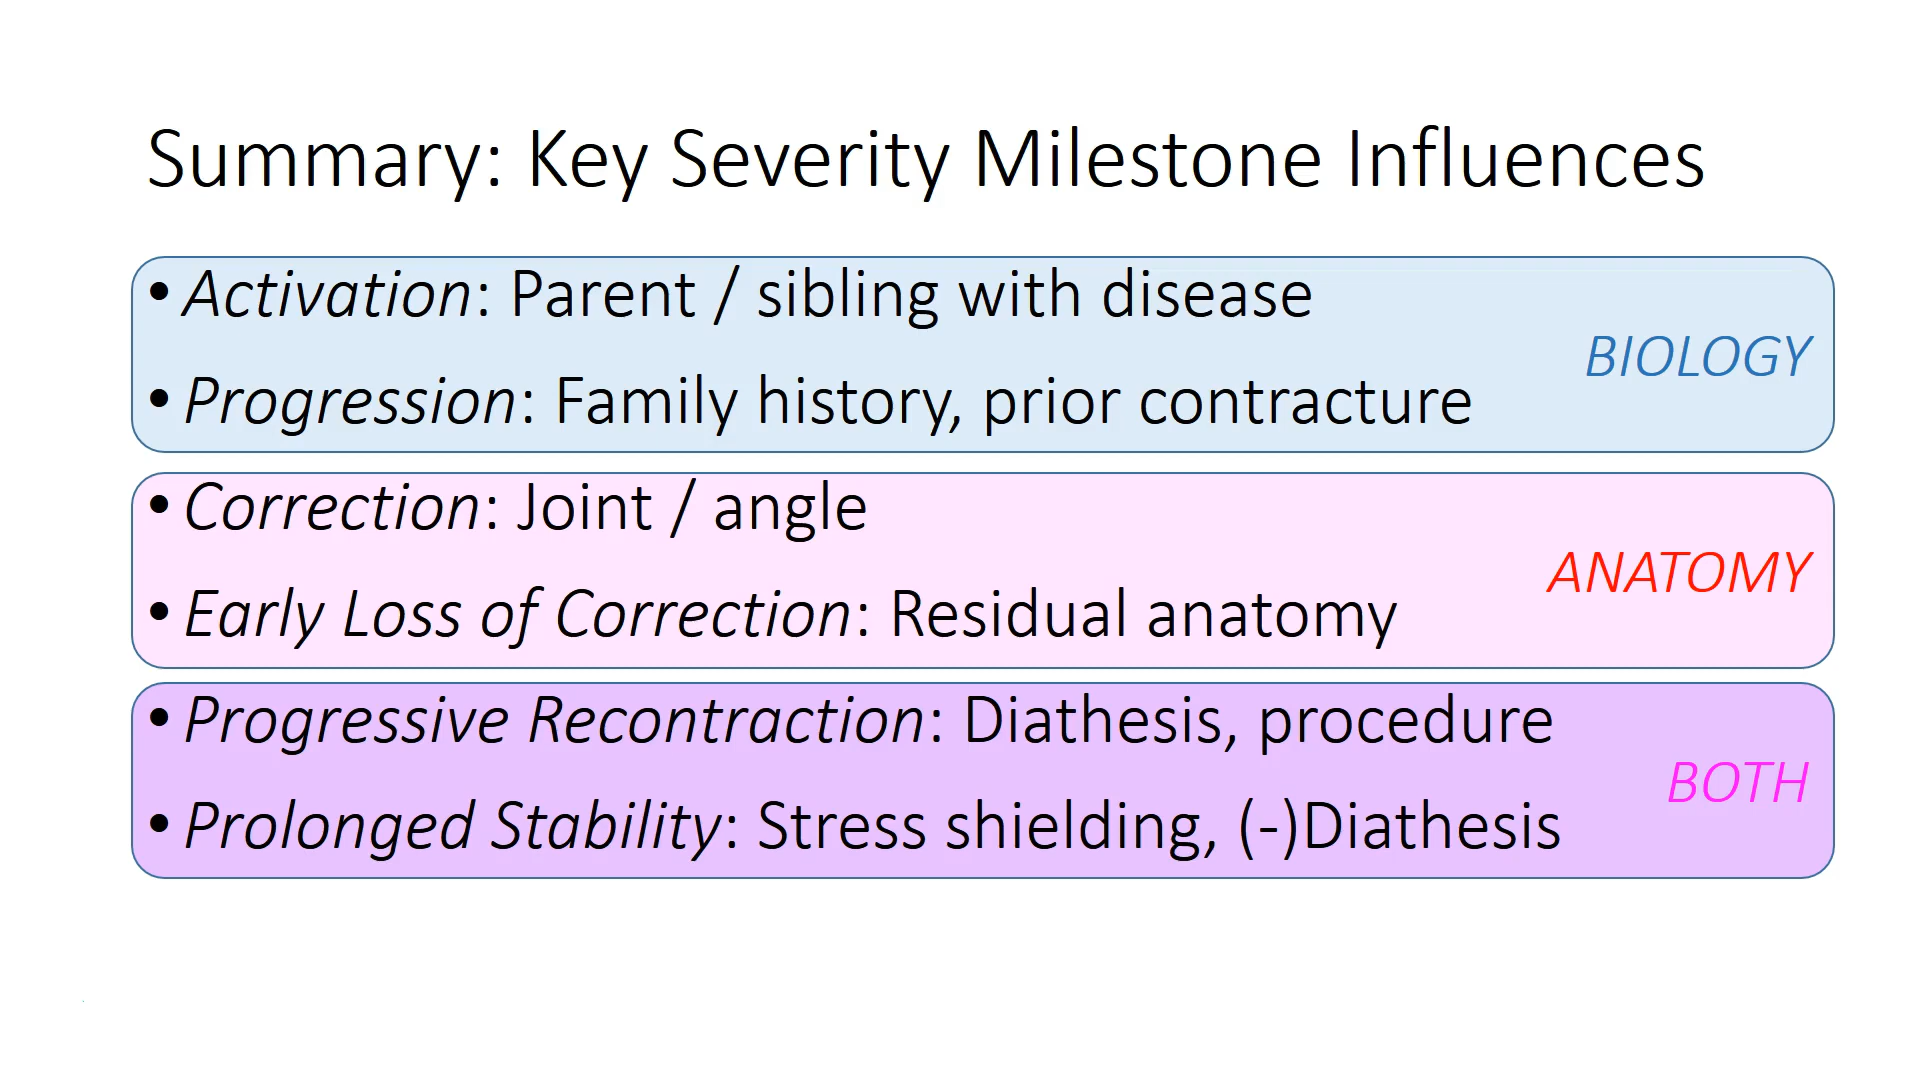 Summary: Key Severity Milestone Influences
• Activation: Parent / sibling with disease
BIOLOGY
• Progression: Family history, prior contracture
• Correction: Joint / angle
ANATOMY
• Early Loss of Correction: Residual anatomy
• Progressive Recontraction: Diathesis, procedure
BOTH
• Prolonged Stability: Stress shielding, (-)Diathesis